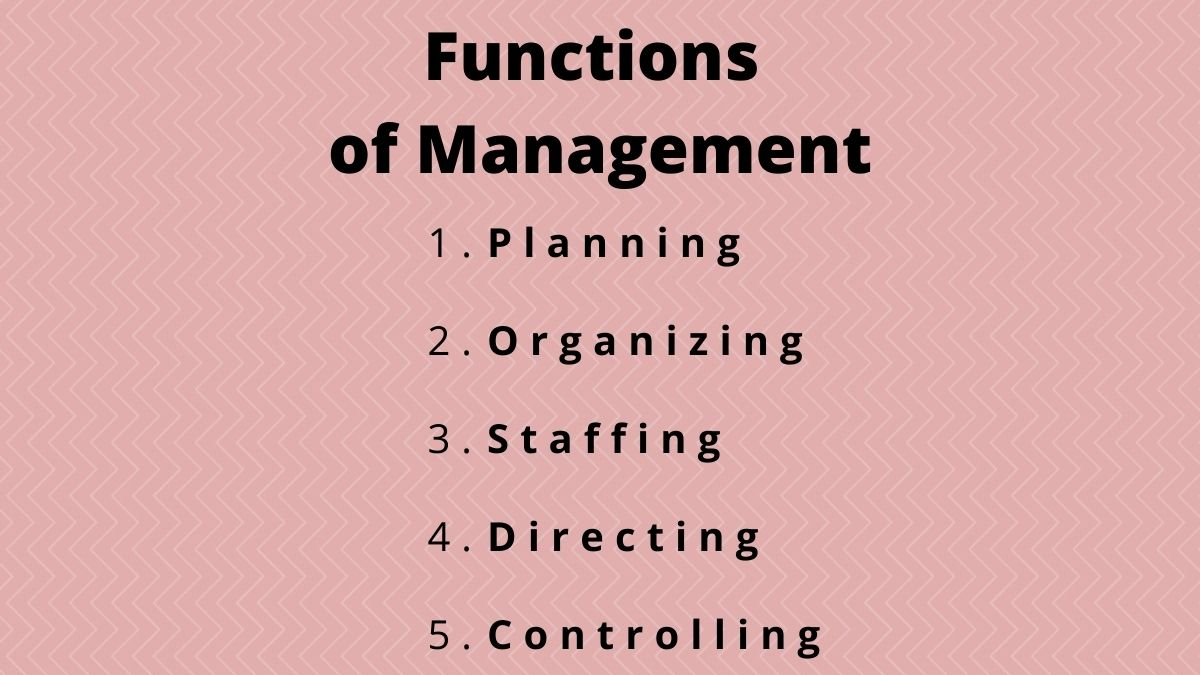 Functions
of Management
1. Planning
2. Organizing
3. Staffing
4. Directing
5. Controlling